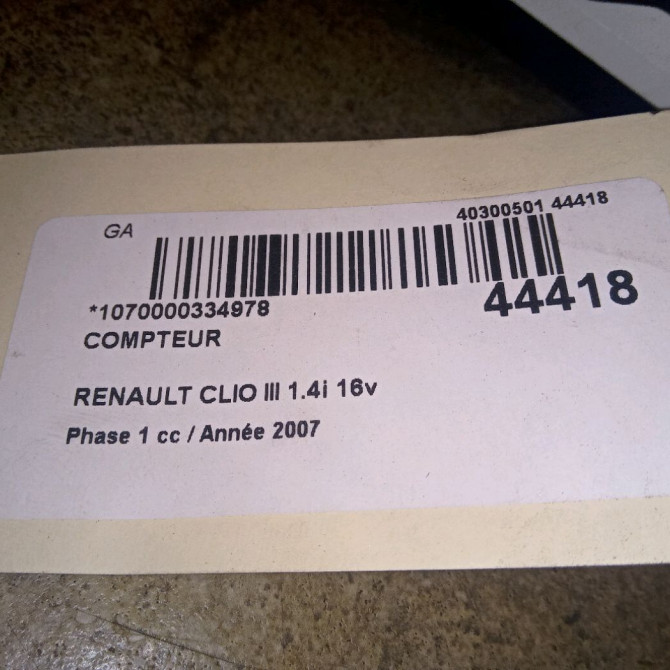 GA
40300501 44418
*1070000334978
44418
COMPTEUR
RENAULT CLIO III 1.4i 16v
Phase 1 cc / Année 2007